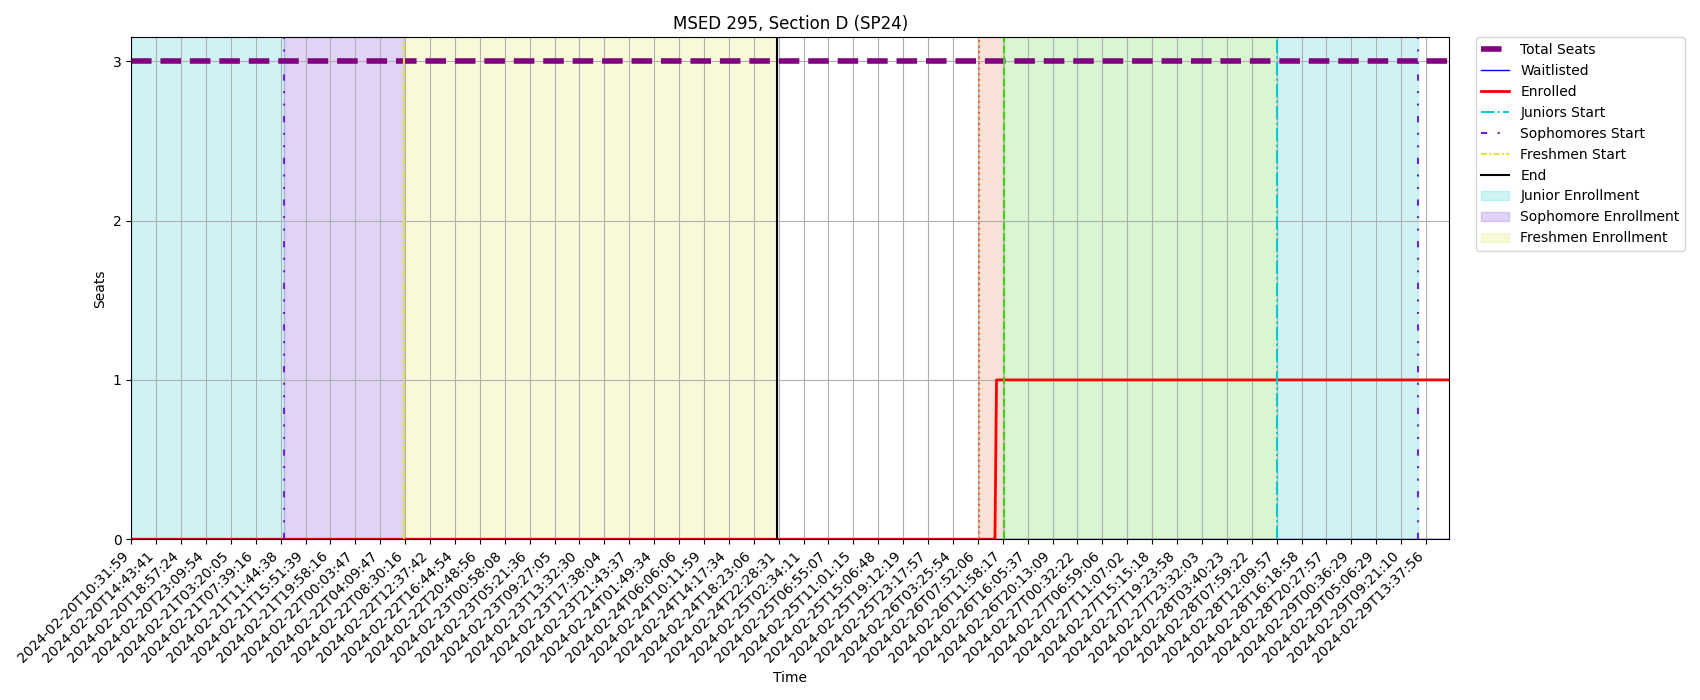 MSED 295, Section D (SP24)
Seats
3
2
1
0
2024-02-20T10:31:59
2024-02-20T14:43:41
2024-02-20T18:57:24
2024-02-20T23:09:54
2024-02-21T03:20:05
2024-02-21T07:39:16
2024-02-21T11:44:38
2024-02-21T15:51:39
2024-02-21T19:58:16
2024-02-22T00:03:47
2024-02-22T04:09:47
2024-02-22T08:30:16
2024-02-22T12:37:42
2024-02-22T16:44:54
2024-02-22T20:48:56
2024-02-23T00:58:08
2024-02-23T05:21:36
2024-02-23T09:27:05
2024-02-23T13:32:30
2024-02-23T17:38:04
2024-02-23T21:43:37
2024-02-24T01:49:34
2024-02-24T06:06:06
2024-02-24T10:11:59
2024-02-24T14:17:34
2024-02-24T18:23:06
2024-02-24T22:28:31
2024-02-25T02:34:11
2024-02-25T06:55:07
2024-02-25T11:01:15
2024-02-25T15:06:48
2024-02-25T19:12:19
2024-02-25T23:17:57
2024-02-26T03:25:54
2024-02-26T07:52:06
2024-02-26T11:58:17
2024-02-26T16:05:37
2024-02-26T20:13:09
2024-02-27T00:32:22
2024-02-27T06:59:06
2024-02-27T11:07:02
2024-02-27T15:15:18
2024-02-27T19:23:58
2024-02-27T23:32:03
2024-02-28T03:40:23
2024-02-28T07:59:22
2024-02-28T12:09:57
2024-02-28T16:18:58
2024-02-28T20:27:57
2024-02-29T00:36:29
2024-02-29T05:06:29
2024-02-29T09:21:10
2024-02-29T13:37:56
Time
Total Seats
Waitlisted
Enrolled
Juniors Start
Sophomores Start
Freshmen Start
End
Junior Enrollment
Sophomore Enrollment
Freshmen Enrollment